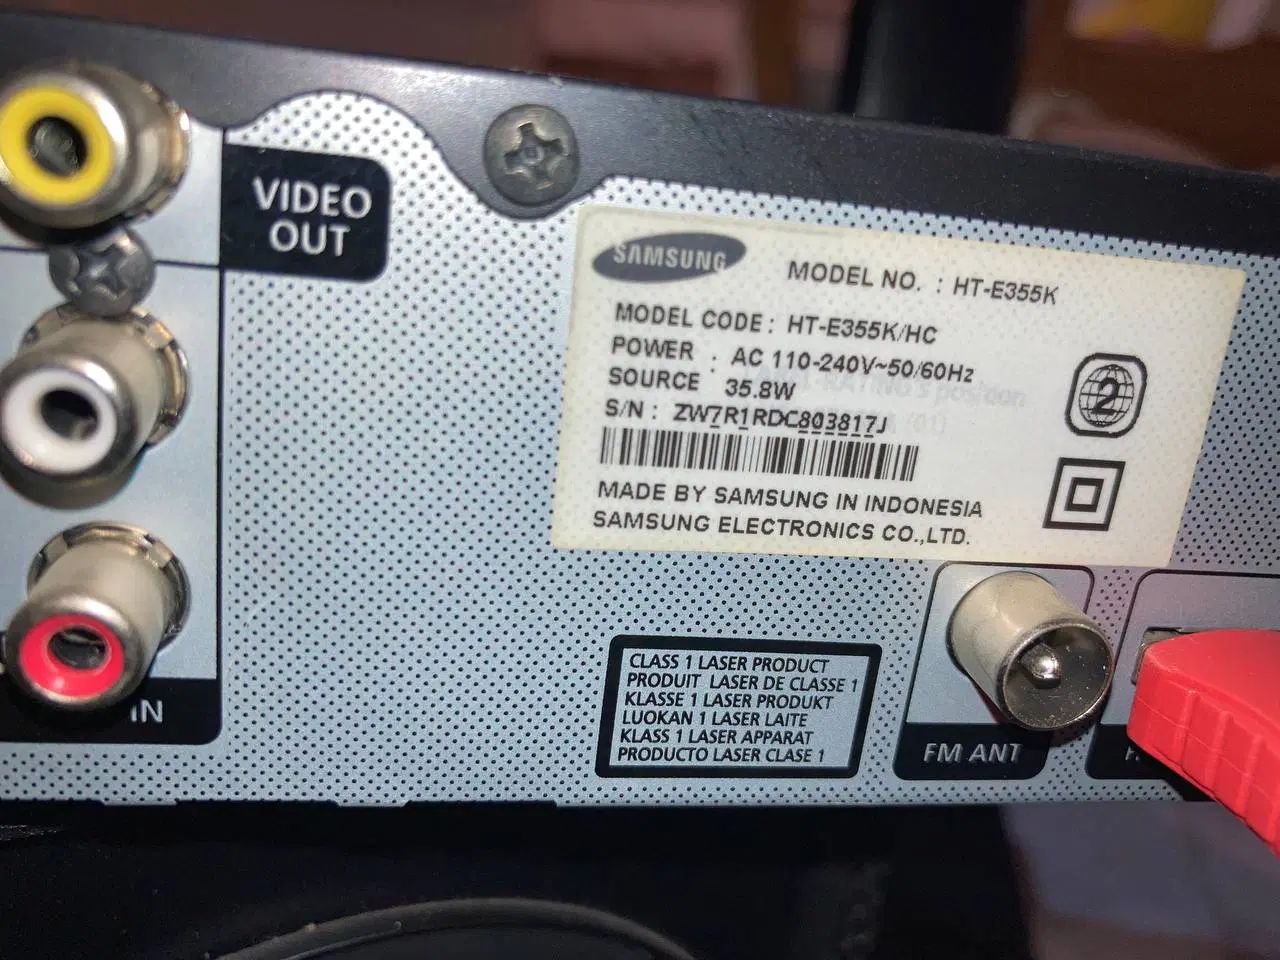 VIDEO
OUT
SAMSUNG
MODEL NO. : HT-E355K
MODEL CODE : HT-E355K/HC
POWER : AC 110-240V~50/60Hz
SOURCE 35.8W
S/N : ZW7R1RDC803817J
2
MADE BY SAMSUNG IN INDONESIA
SAMSUNG ELECTRONICS CO.,LTD.
CLASS 1 LASER PRODUCT
PRODUIT LASER DE CLASSE 1
KLASSE 1 LASER PRODUKT
LUOKAN 1 LASER LAITE
KLASS 1 LASER APPARAT
PRODUCTO LASER CLASE 1
IN
FM ANT